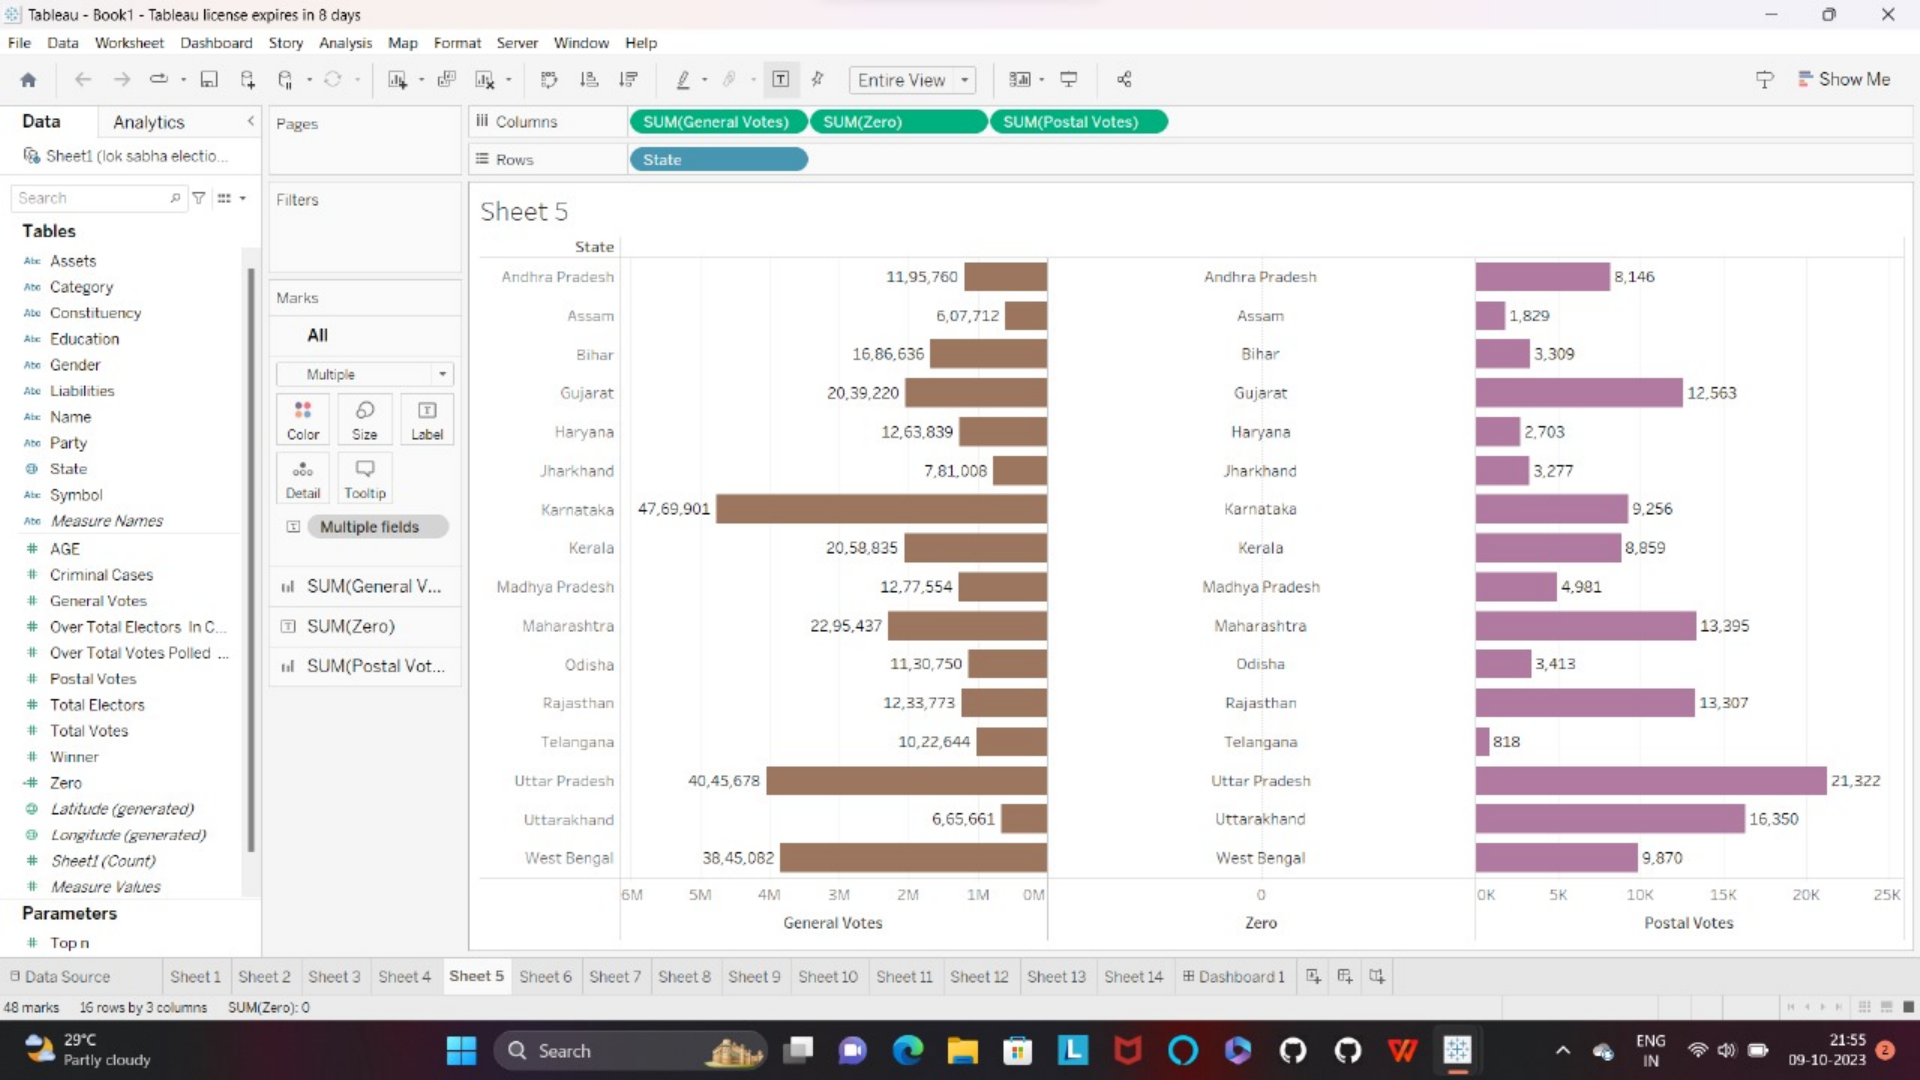 Tableau - Book1 - Tableau license expires in 8 days
File Data Worksheet Dashboard Story Analysis Map Format Server Window Help
Entire View
Show Me
Data Analytics
Sheet1 (lok sabha electio...
Search
Tables
Abc Assets
Abc Category
Abc Constituency
Abc Education
Abc Gender
Abc Liabilities
Abc Name
Abc Party
State
Abc Symbol
Abc Measure Names
# AGE
# Criminal Cases
# General Votes
# Over Total Electors In C...
# Over Total Votes Polled ...
# Postal Votes
# Total Electors
# Total Votes
# Winner
# Zero
Latitude (generated)
Longitude (generated)
# Sheet1 (Count)
# Measure Values
Parameters
# Top n
Pages
Filters
Marks
All
Multiple
Color Size Label
Detail Tooltip
Multiple fields
SUM(General V...
SUM(Zero)
SUM(Postal Vot...
Columns SUM(General Votes) SUM(Zero) SUM(Postal Votes)
Rows State
Sheet 5
State
Andhra Pradesh 11,95,760 Andhra Pradesh 8,146
Assam 6,07,712 Assam 1,829
Bihar 16,86,636 Bihar 3,309
Gujarat 20,39,220 Gujarat 12,563
Haryana 12,63,839 Haryana 2,703
Jharkhand 7,81,008 Jharkhand 3,277
Karnataka 47,69,901 Karnataka 9,256
Kerala 20,58,835 Kerala 8,859
Madhya Pradesh 12,77,554 Madhya Pradesh 4,981
Maharashtra 22,95,437 Maharashtra 13,395
Odisha 11,30,750 Odisha 3,413
Rajasthan 12,33,773 Rajasthan 13,307
Telangana 10,22,644 Telangana 818
Uttar Pradesh 40,45,678 Uttar Pradesh 21,322
Uttarakhand 6,65,661 Uttarakhand 16,350
West Bengal 38,45,082 West Bengal 9,870
6M 5M 4M 3M 2M 1M 0M 0 0K 5K 10K 15K 20K 25K
General Votes Zero Postal Votes
Data Source Sheet 1 Sheet 2 Sheet 3 Sheet 4 Sheet 5 Sheet 6 Sheet 7 Sheet 8 Sheet 9 Sheet 10 Sheet 11 Sheet 12 Sheet 13 Sheet 14 Dashboard 1
48 marks 16 rows by 3 columns SUM(Zero): 0
29°C
Partly cloudy
Search
ENG
IN
21:55
09-10-2023
2